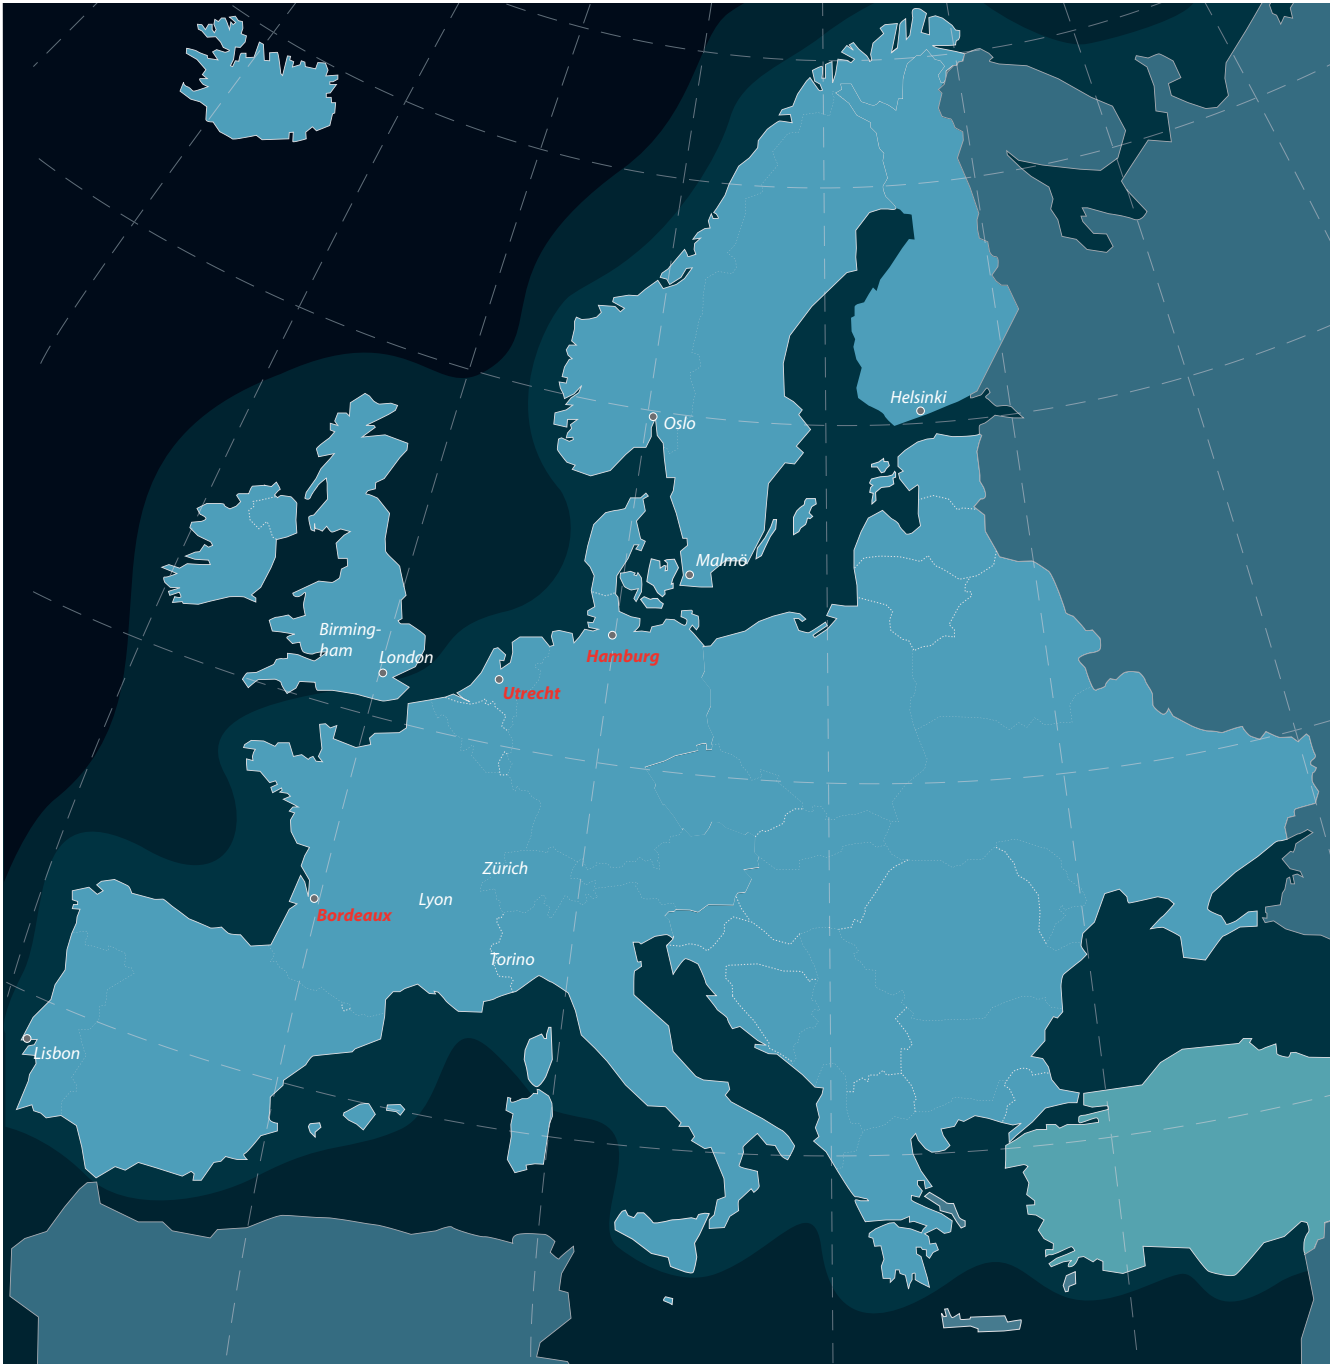 Helsinki
Oslo
Malmö
Birming-
ham
London
Hamburg
Utrecht
Zürich
Lyon
Bordeaux
Torino
Lisbon